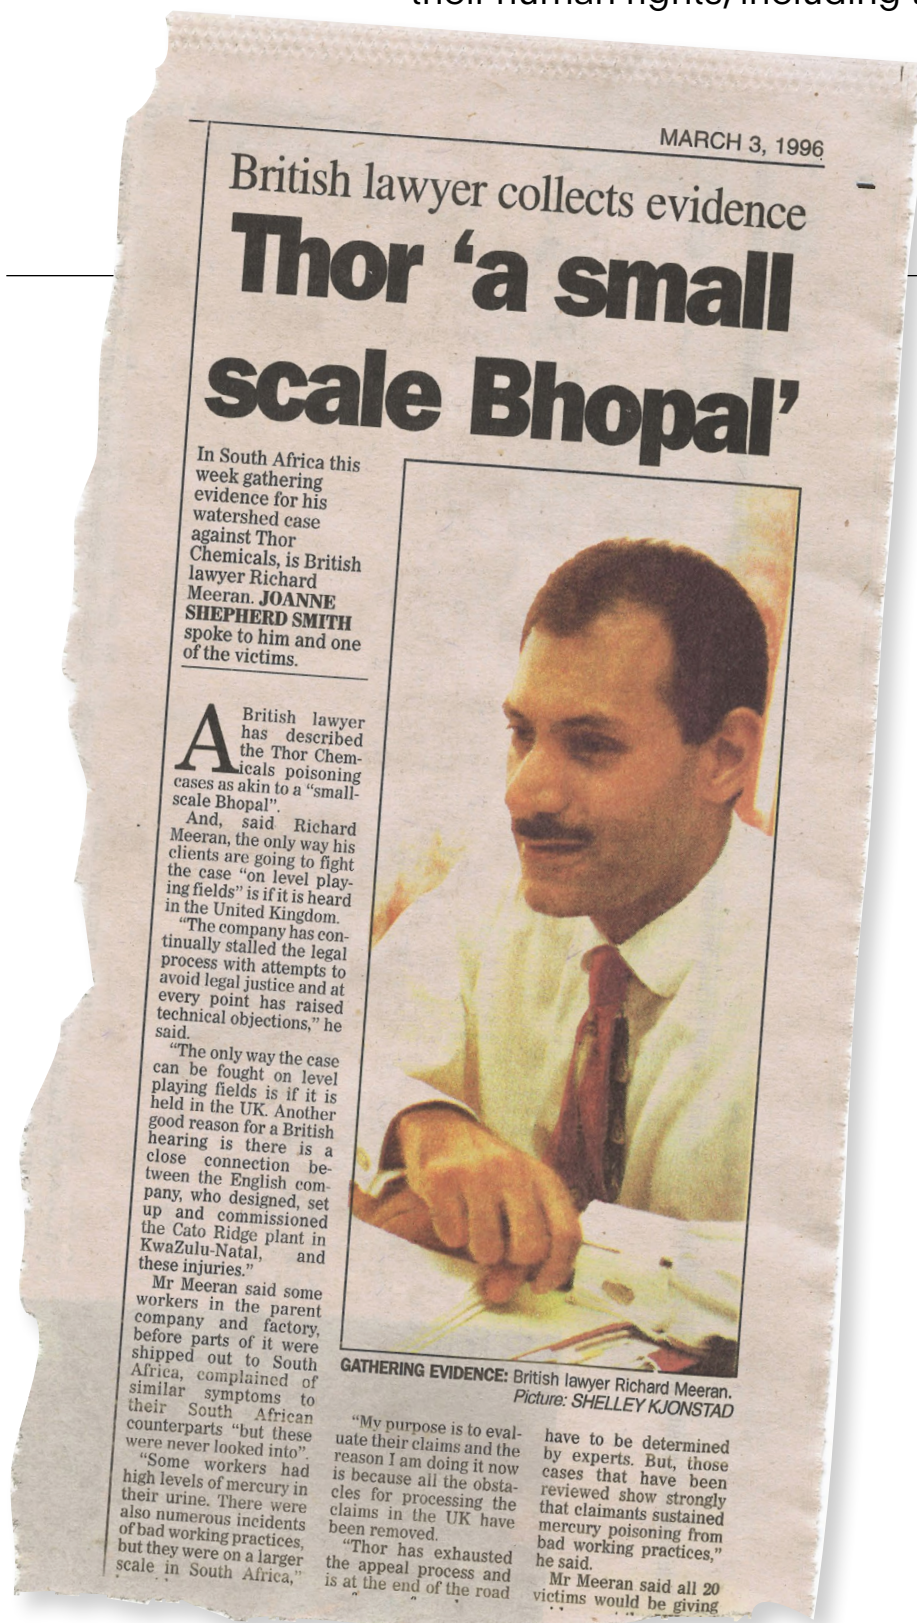 their human rights, including
MARCH 3, 1996
British lawyer collects evidence
Thor ‘a small
scale Bhopal’
In South Africa this
week gathering
evidence for his
watershed case
against Thor
Chemicals, is British
lawyer Richard
Meeran. JOANNE
SHEPHERD SMITH
spoke to him and one
of the victims.
A British lawyer
has described
the Thor Chem-
icals poisoning
cases as akin to a “small-
scale Bhopal”.
And, said Richard
Meeran, the only way his
clients are going to fight
the case “on level play-
ing fields” is if it is heard
in the United Kingdom.
“The company has con-
tinually stalled the legal
process with attempts to
avoid legal justice and at
every point has raised
technical objections,” he
said.
“The only way the case
can be fought on level
playing fields is if it is
held in the UK. Another
good reason for a British
hearing is there is a
close connection be-
tween the English com-
pany, who designed, set
up and commissioned
the Cato Ridge plant in
KwaZulu-Natal, and
these injuries.”
Mr Meeran said some
workers in the parent
company and factory,
before parts of it were
shipped out to South
Africa, complained of
similar symptoms to
their South African
counterparts “but these
were never looked into”.
“Some workers had
high levels of mercury in
their urine. There were
also numerous incidents
of bad working practices,
but they were on a larger
scale in South Africa,”
GATHERING EVIDENCE: British lawyer Richard Meeran.
Picture: SHELLEY KJONSTAD
“My purpose is to eval-
uate their claims and the
reason I am doing it now
is because all the obsta-
cles for processing the
claims in the UK have
been removed.
“Thor has exhausted
the appeal process and
is at the end of the road
have to be determined
by experts. But, those
cases that have been
reviewed show strongly
that claimants sustained
mercury poisoning from
bad working practices,”
he said.
Mr Meeran said all 20
victims would be giving